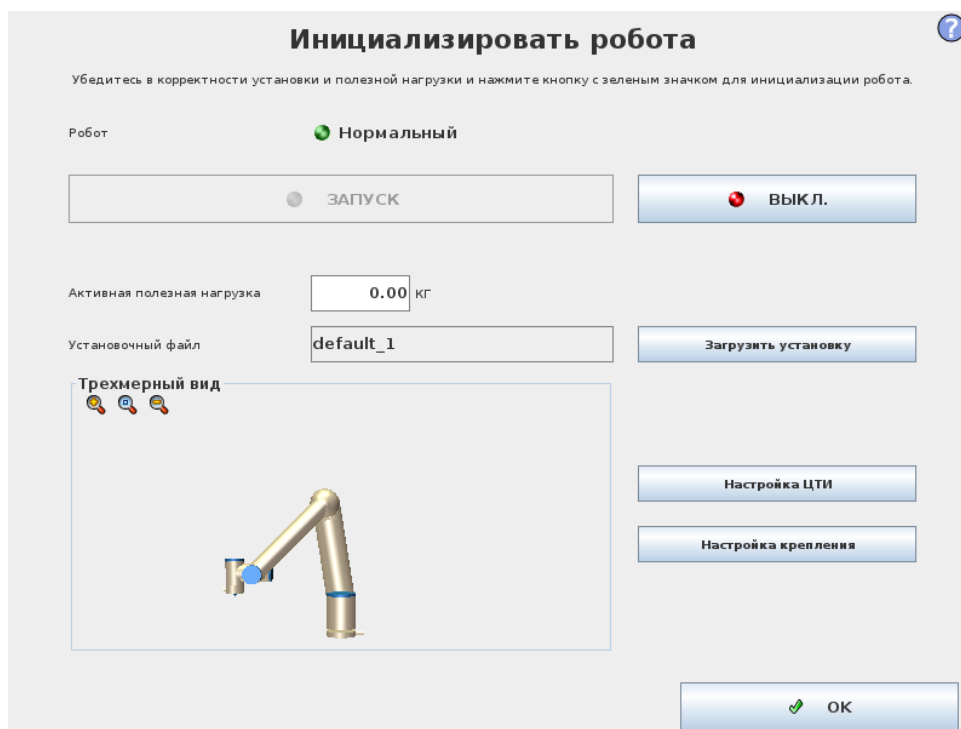 Инициализировать робота
?
Убедитесь в корректности установки и полезной нагрузки и нажмите кнопку с зеленым значком для инициализации робота.
Робот
Нормальный
ЗАПУСК
ВЫКЛ.
Активная полезная нагрузка
0.00 кг
Установочный файл
default_1
Загрузить установку
Трехмерный вид
Настройка ЦТИ
Настройка крепления
OK